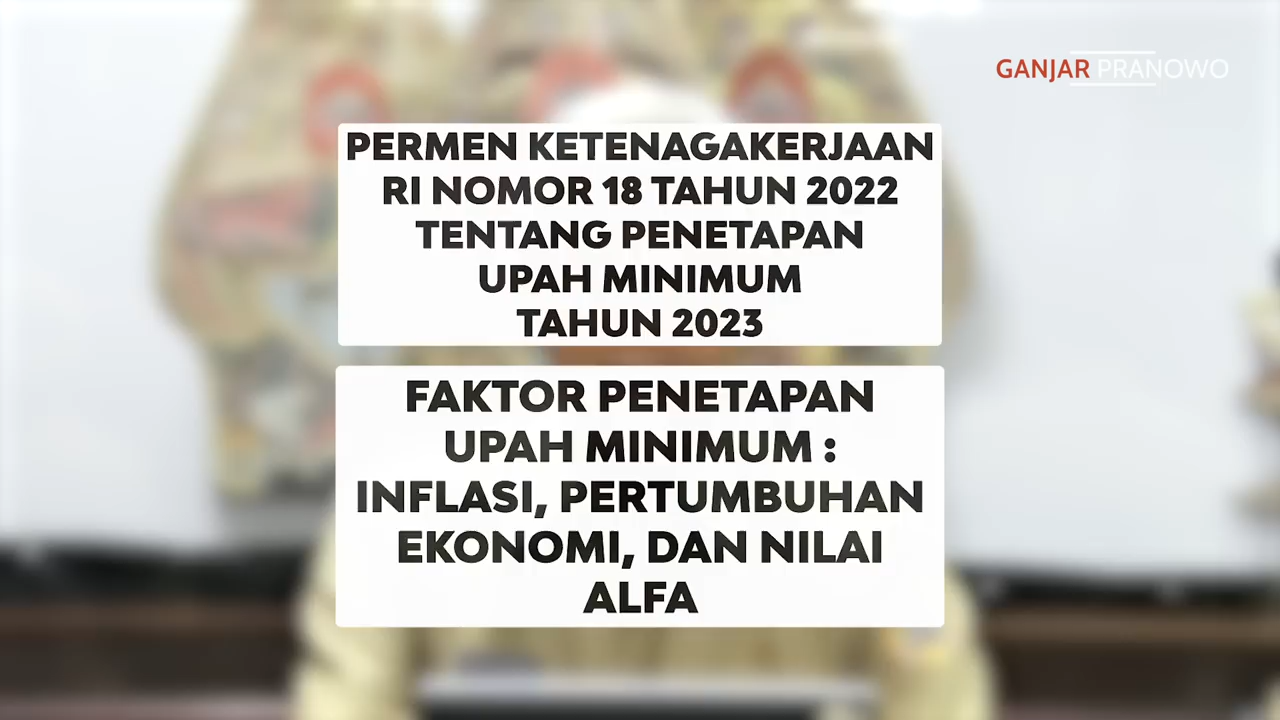 GANJAR PRANOWO
PERMEN KETENAGAKERJAAN
RI NOMOR 18 TAHUN 2022
TENTANG PENETAPAN
UPAH MINIMUM
TAHUN 2023
FAKTOR PENETAPAN
UPAH MINIMUM :
INFLASI, PERTUMBUHAN
EKONOMI, DAN NILAI
ALFA